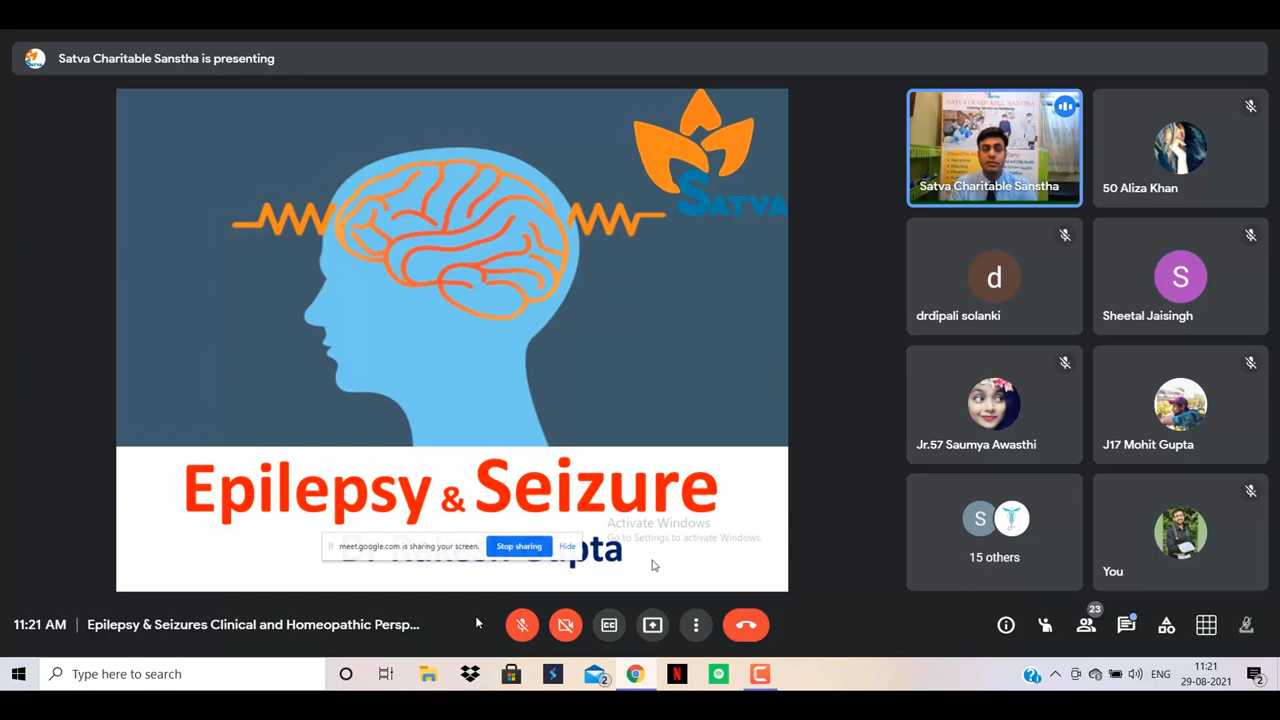 Satva Charitable Sanstha is presenting
SATVA
Satva Charitable Sanstha
50 Aliza Khan
d
drdipali solanki
S
Sheetal Jaisingh
Jr.57 Saumya Awasthi
J17 Mohit Gupta
S
15 others
You
Epilepsy & Seizure
Activate Windows
Go to Settings to activate Windows.
meet.google.com is sharing your screen. Stop sharing Hide
11:21 AM Epilepsy & Seizures Clinical and Homeopathic Persp...
23
Type here to search
2
ENG
11:21
29-08-2021
2